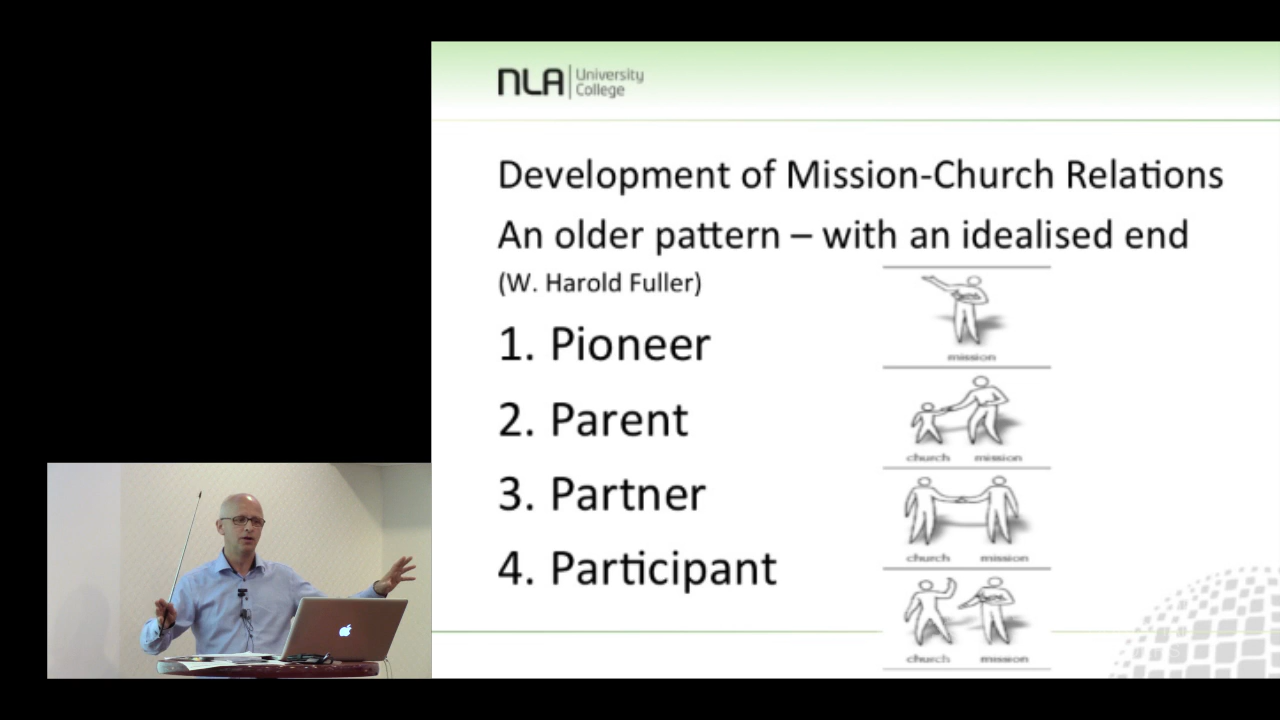 NLA University
College
Development of Mission-Church Relations
An older pattern – with an idealised end
(W. Harold Fuller)
1. Pioneer
mission
2. Parent
church mission
3. Partner
church mission
4. Participant
church mission